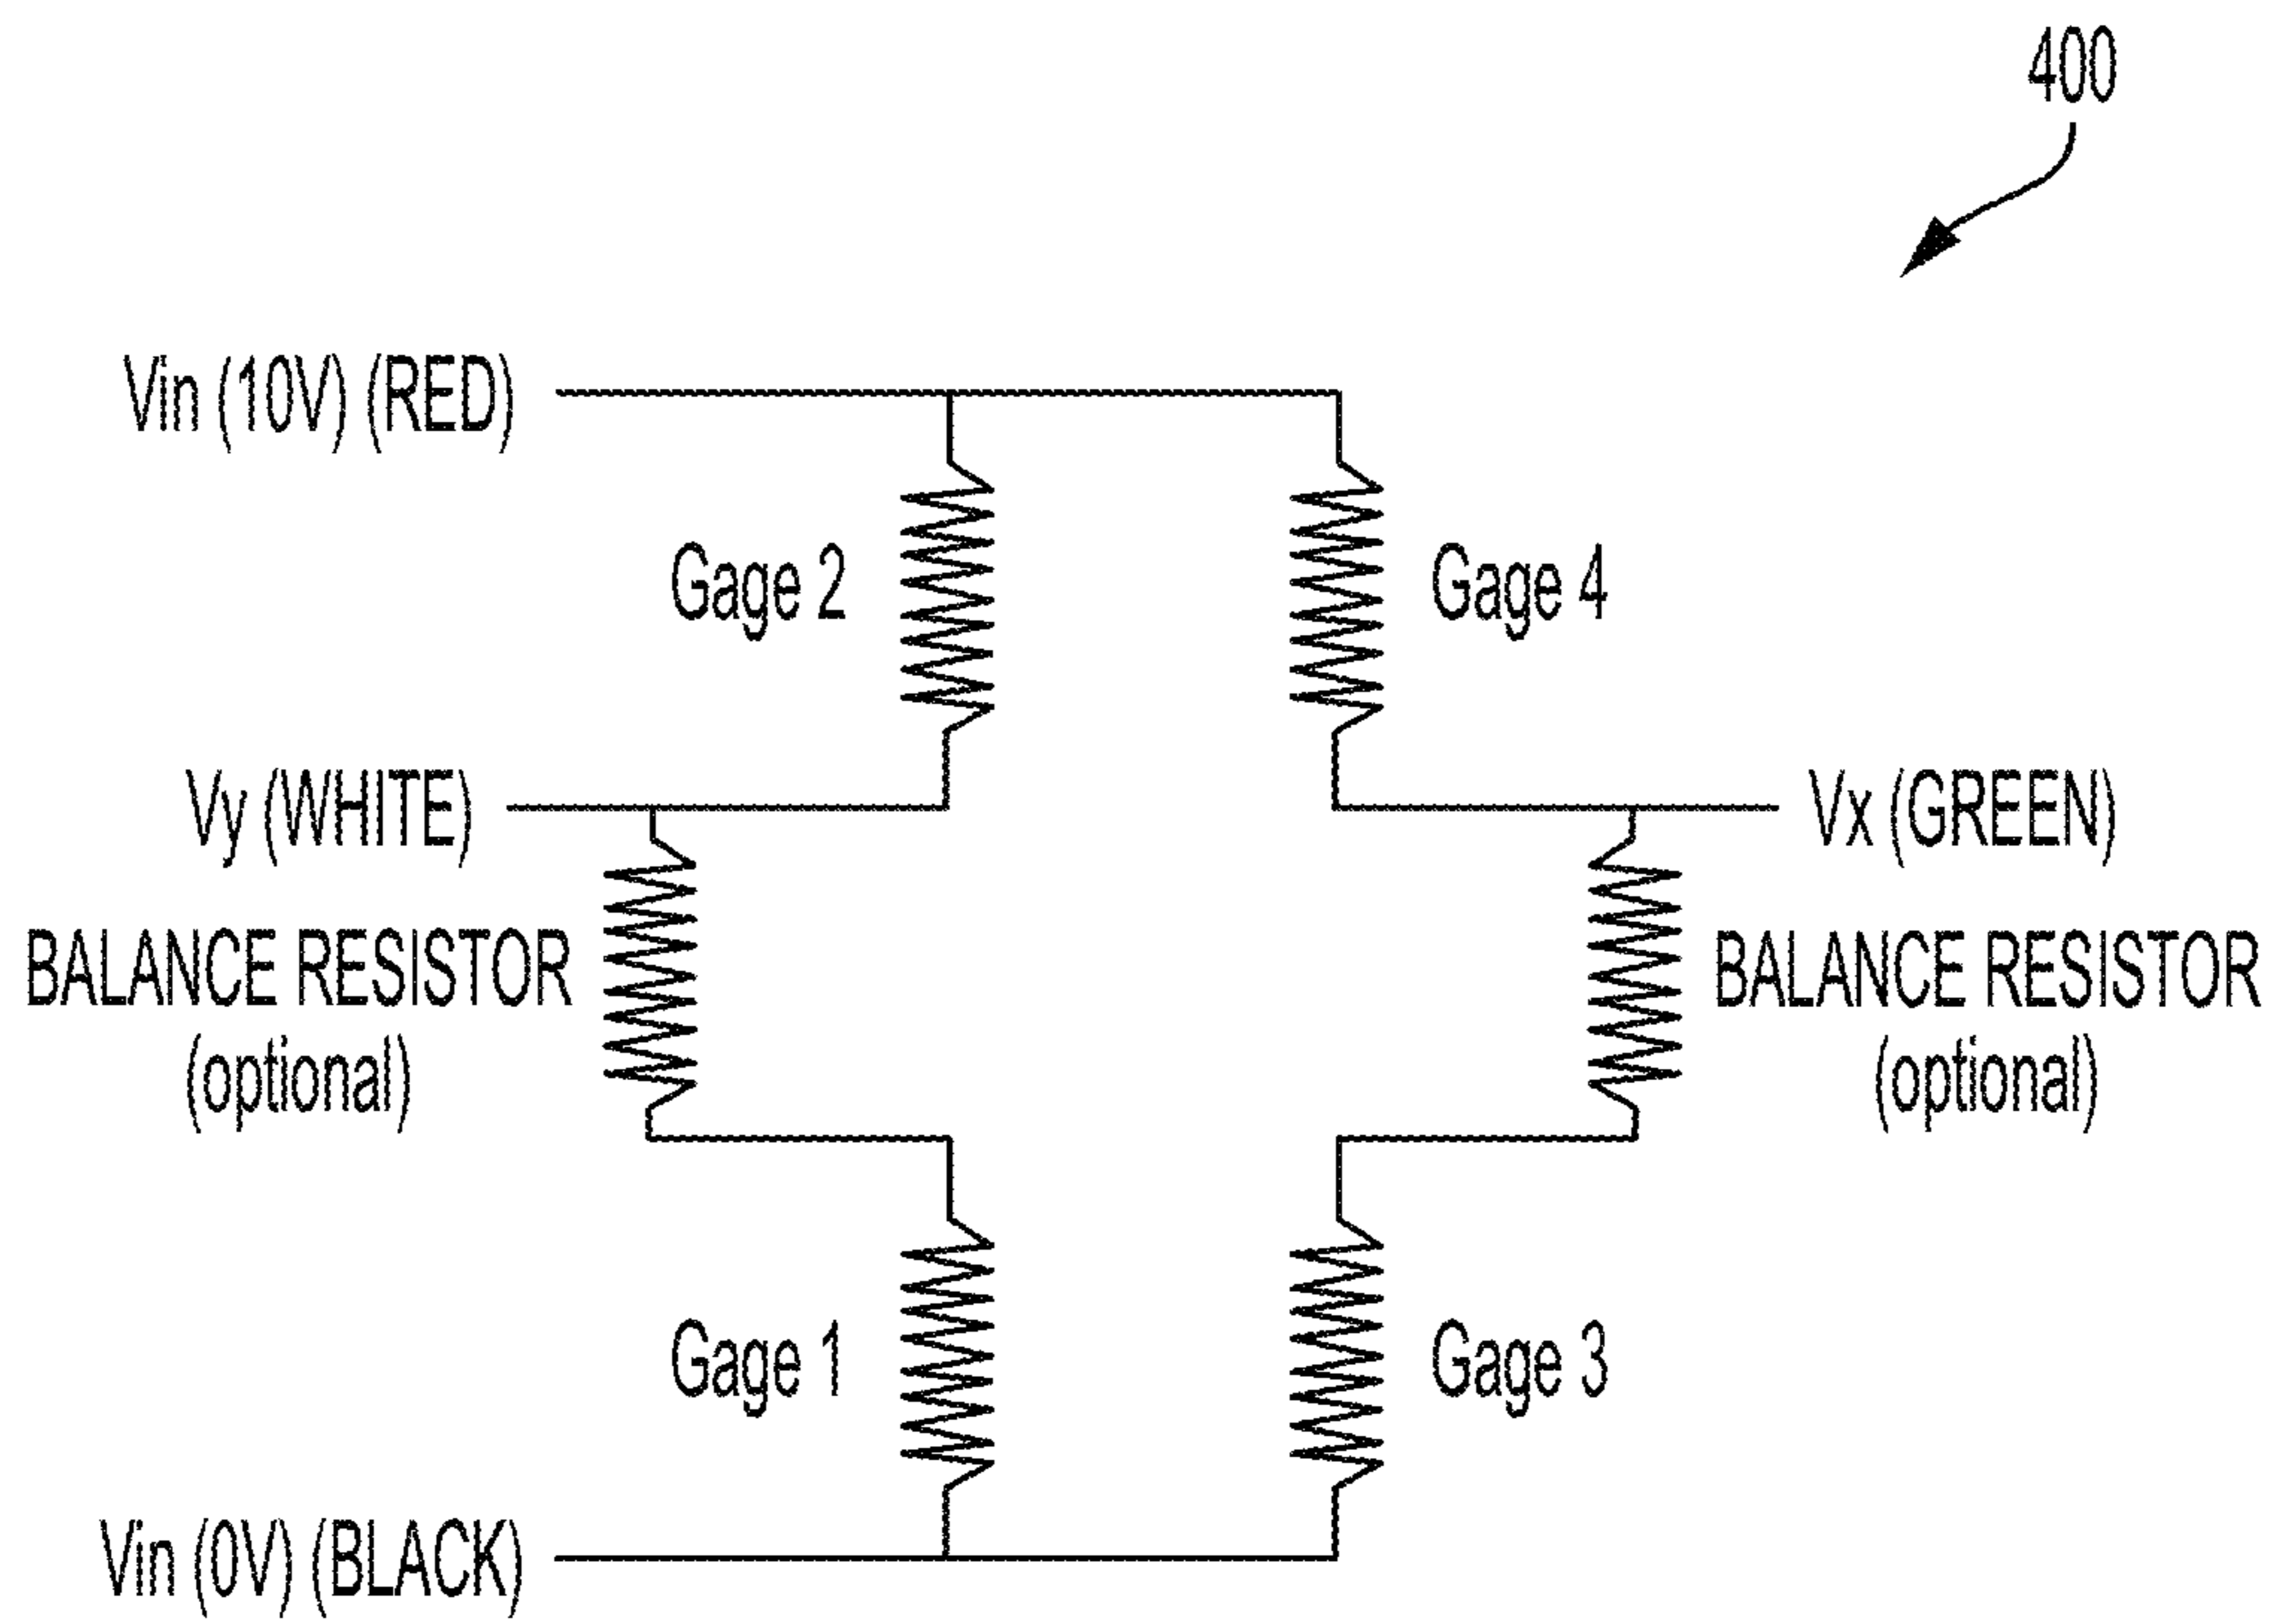 400
Vin (10V) (RED)
Gage 2
Gage 4
Vy (WHITE)
Vx (GREEN)
BALANCE RESISTOR
(optional)
BALANCE RESISTOR
(optional)
Gage 1
Gage 3
Vin (0V) (BLACK)